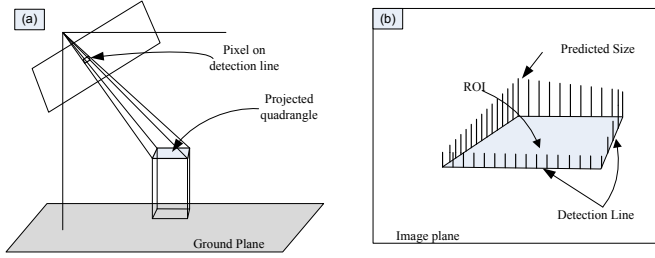 (a)
Pixel on
detection line
Projected
quadrangle
Ground Plane
(b)
Predicted Size
ROI
Detection Line
Image plane